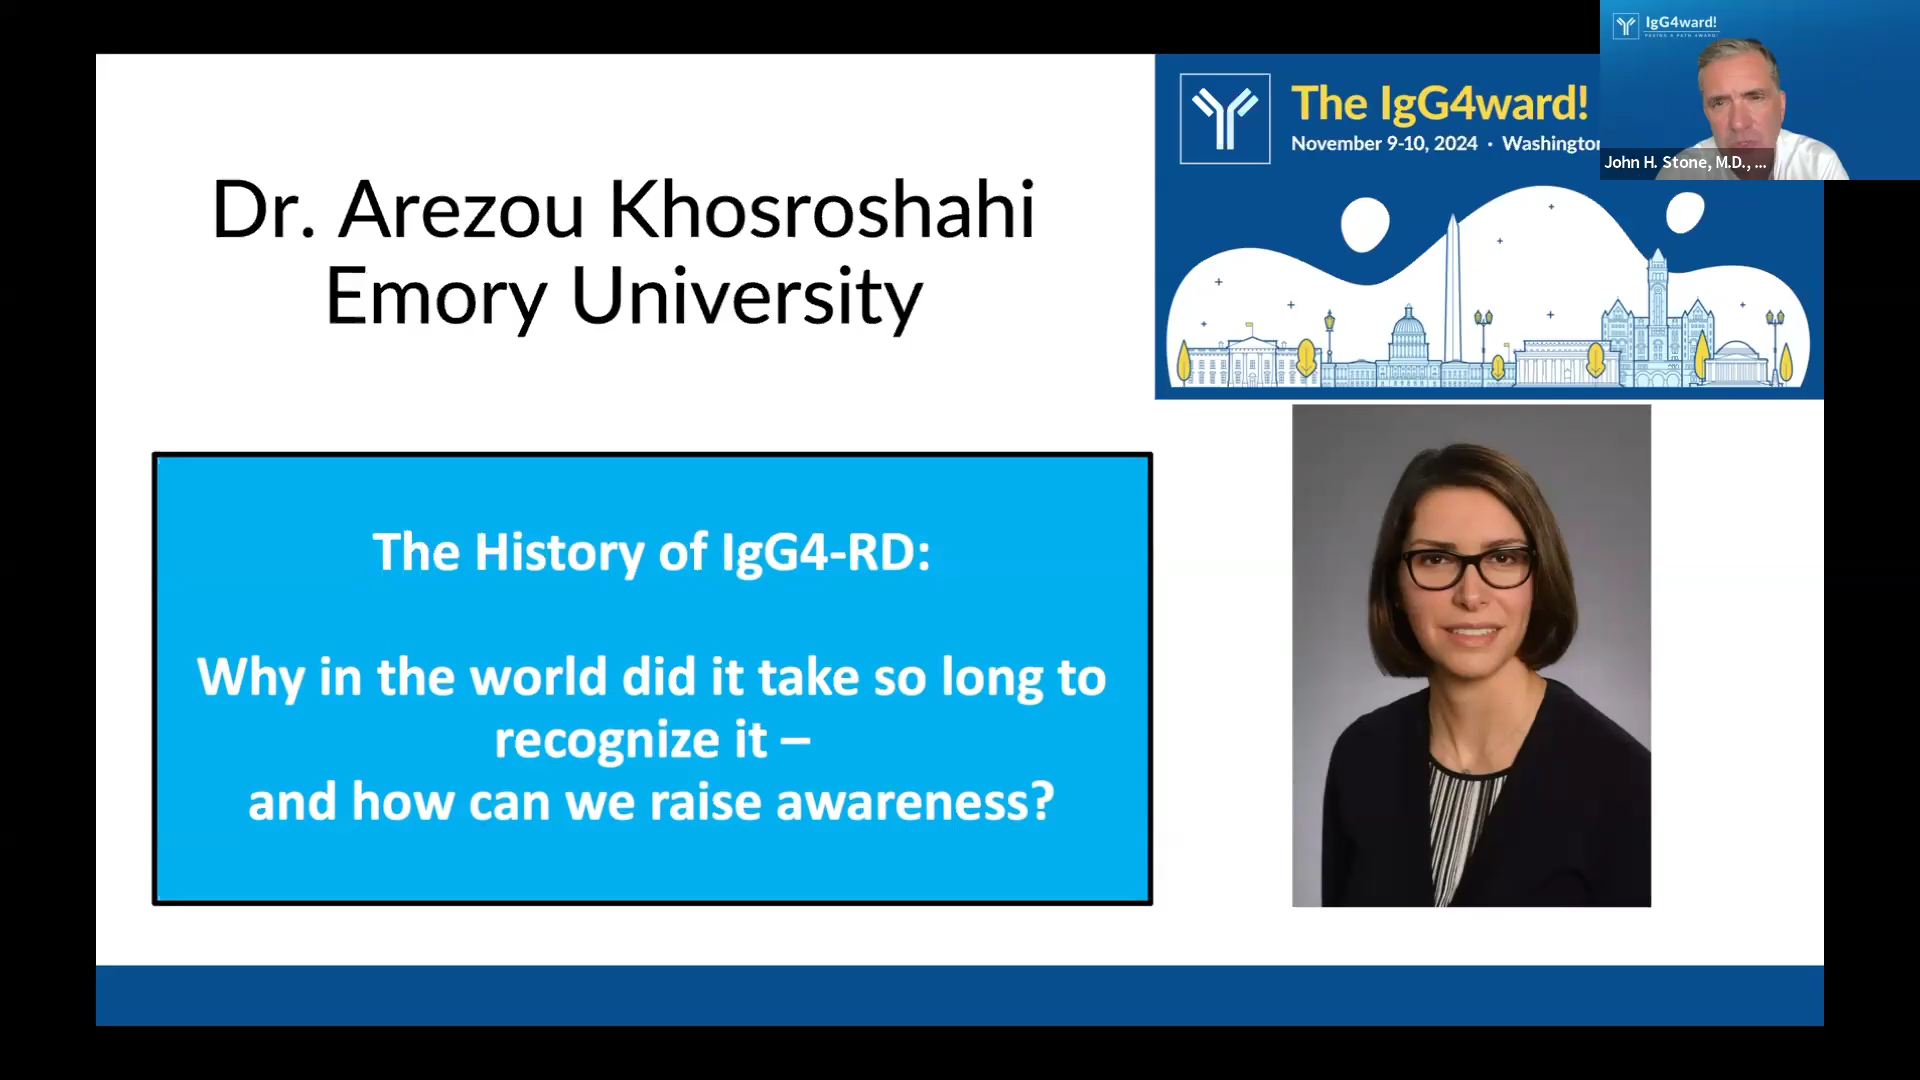 Dr. Arezou Khosroshahi
Emory University
The IgG4ward!
November 9-10, 2024 · Washington
IgG4ward!
John H. Stone, M.D., ...
The History of IgG4-RD:
Why in the world did it take so long to
recognize it –
and how can we raise awareness?